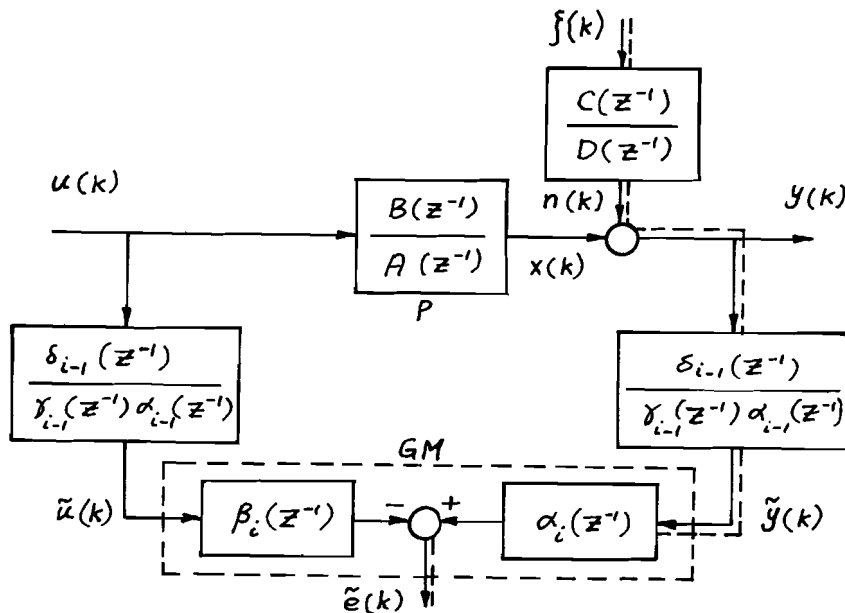 ξ(k)
C(z⁻¹)
D(z⁻¹)
u(k)
n(k)
y(k)
B(z⁻¹)
A(z⁻¹)
x(k)
P
δᵢ₋₁(z⁻¹)
γᵢ₋₁(z⁻¹) αᵢ₋₁(z⁻¹)
δᵢ₋₁(z⁻¹)
γᵢ₋₁(z⁻¹) αᵢ₋₁(z⁻¹)
GM
ũ(k)
βᵢ(z⁻¹)
− +
αᵢ(z⁻¹)
ỹ(k)
ẽ(k)